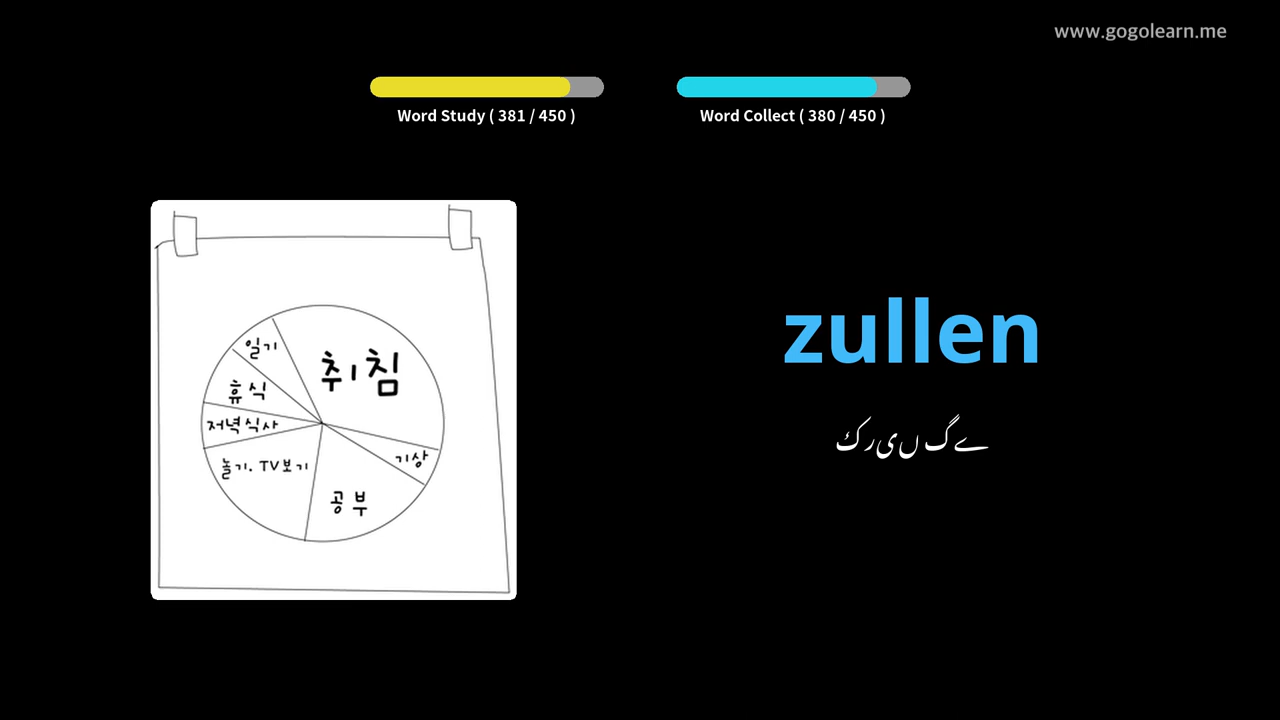 www.gogolearn.me
Word Study ( 381 / 450 )
Word Collect ( 380 / 450 )
일기
취침
휴식
저녁식사
놀기. TV보기
기상
공부
zullen
کریں گے